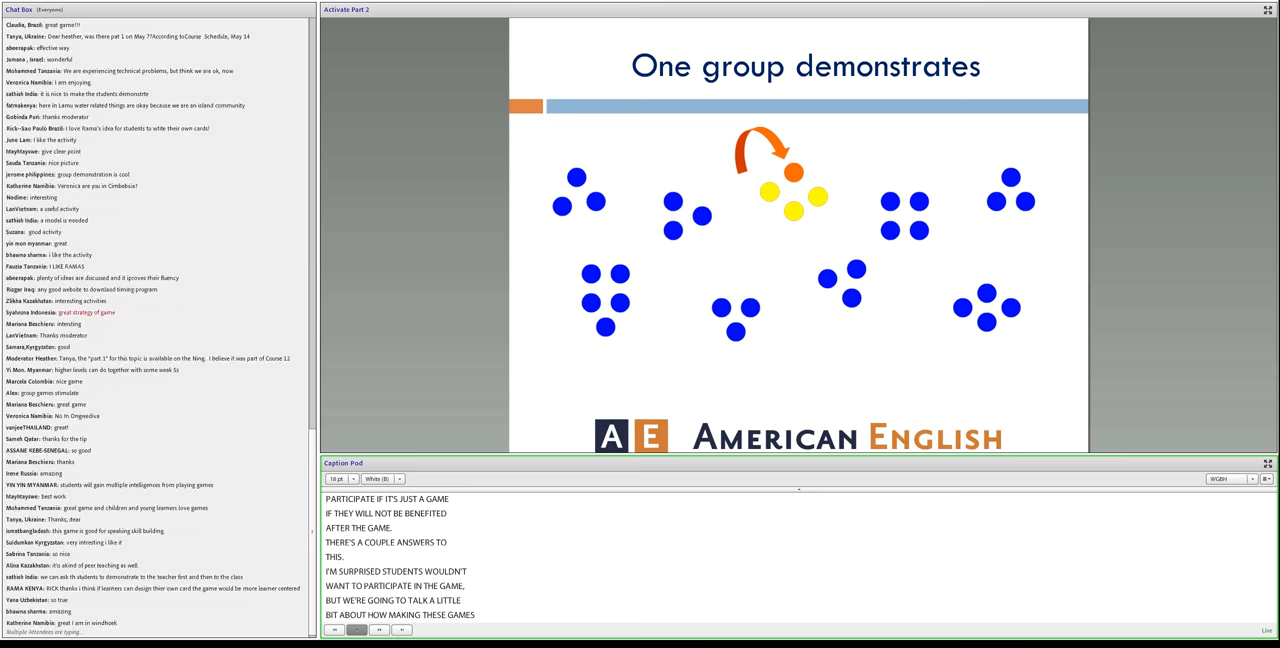 Chat Box (Everyone)
Claudia, Brazil: great game!!!
Tanya, Ukraine: Dear heather, was there pat 1 on May 7?According toCourse Schedule, May 14
abeerapak: effective way
Jumana , Israel: wonderful
Mohammed Tanzania: We are experiencing technical problems, but think we are ok, now
Veronica Namibia: I am enjoying
sathish India: it is nice to make the students demonstrte
fatmakenya: here in Lamu water related things are okay because we are an island community
Gobinda Puri: thanks moderator
Rick--Sao Paulo Brazil: I love Rama's idea for students to write their own cards!
June Lam: I like the activity
htayhtayswe: give clear point
Sauda Tanzania: nice picture
jerome philippines: group demonstration is cool
Katherine Namibia: Veronica are you in Cimbebsia?
Nedime: interesting
LanVietnam: a useful activity
sathish India: a model is needed
Suzana: good activity
yin mon myanmar: great
bhawna sharma: i like the activity
Fauzia Tanzania: I LIKE RAMAS
abeerapak: plenty of ideas are discussed and it iproves their fluency
Rizgar Iraq: any good website to download timing program
Zlikha Kazakhstan: interesting activities
Syahruna Indonesia: great strategy of game
Mariana Beschieru: intersting
LanVietnam: Thanks moderator
Samara,Kyrgyzstan: good
Moderator Heather: Tanya, the "part 1" for this topic is available on the Ning. I believe it was part of Course 12
Yi Mon. Myanmar: higher levels can do together with some weak Ss
Marcela Colombia: nice game
Alex: group games stimulate
Mariana Beschieru: great game
Veronica Namibia: No in Ongwediva
vanjeeTHAILAND: great!
Sameh Qatar: thanks for the tip
ASSANE KEBE-SENEGAL: so good
Mariana Beschieru: thanks
Irene Russia: amazing
YIN YIN MYANMAR: students will gain multiple intelligences from playing games
htayhtayswe: best work
Mohammed Tanzania: great game and children and young learners love games
Tanya, Ukraine: Thanks, dear
ismatbangladesh: this game is good for speaking skill building.
Suidumkan Kyrgyzstan: very intresting i like it
Sabrina Tanzania: so nice.
Alina Kazakhstan: it's akind of peer teaching as well.
sathish India: we can ask th students to demonstrate to the teacher first and then to the class
RAMA KENYA: RICK thanks i think if learners can design thier own card the game would be more learner centered
Yana Uzbekistan: so true
bhawna sharma: amazing
Katherine Namibia: great I am in windhoek
Multiple Attendees are typing...
Activate Part 2
One group demonstrates
AE AMERICAN ENGLISH
Caption Pod
18 pt White (B) WGBH
PARTICIPATE IF IT'S JUST A GAME
IF THEY WILL NOT BE BENEFITED
AFTER THE GAME.
THERE'S A COUPLE ANSWERS TO
THIS.
I'M SURPRISED STUDENTS WOULDN'T
WANT TO PARTICIPATE IN THE GAME,
BUT WE'RE GOING TO TALK A LITTLE
BIT ABOUT HOW MAKING THESE GAMES
Live